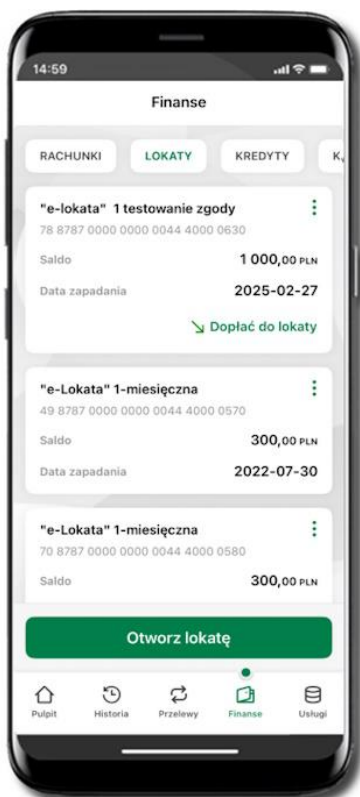 14:59
Finanse
RACHUNKI LOKATY KREDYTY
"e-lokata" 1 testowanie zgody
78 8787 0000 0000 0044 4000 0630
Saldo 1 000,00 PLN
Data zapadania 2025-02-27
Dopłać do lokaty
"e-Lokata" 1-miesięczna
49 8787 0000 0000 0044 4000 0570
Saldo 300,00 PLN
Data zapadania 2022-07-30
"e-Lokata" 1-miesięczna
70 8787 0000 0000 0044 4000 0580
Saldo 300,00 PLN
Otworz lokatę
Pulpit Historia Przelewy Finanse Usługi